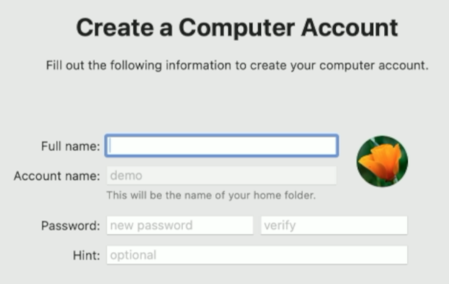 Create a Computer Account
Fill out the following information to create your computer account.
Full name:
Account name: demo
This will be the name of your home folder.
Password: new password verify
Hint: optional